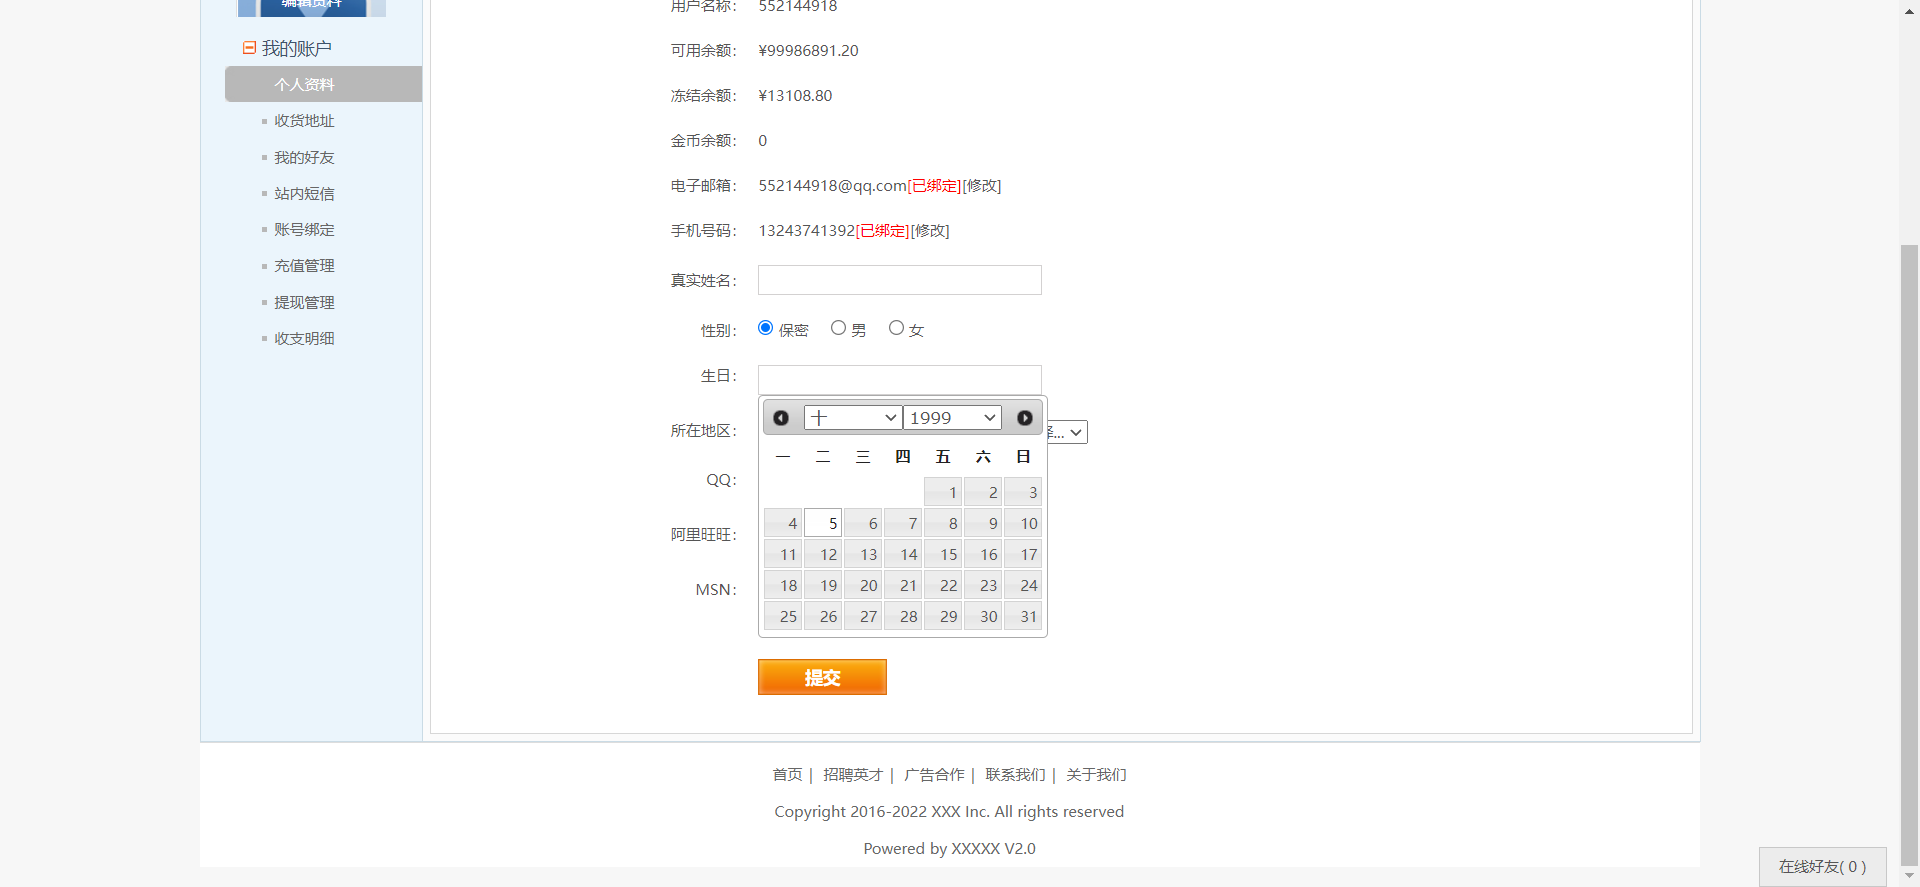 编辑资料
我的账户
个人资料
收货地址
我的好友
站内短信
账号绑定
充值管理
提现管理
收支明细
用户名称： 552144918
可用余额： ¥99986891.20
冻结余额： ¥13108.80
金币余额： 0
电子邮箱： 552144918@qq.com[已绑定][修改]
手机号码： 13243741392[已绑定][修改]
真实姓名：
性别： 保密 男 女
生日：
十 1999
所在地区： 择...
一 二 三 四 五 六 日
QQ：
1 2 3
4 5 6 7 8 9 10
阿里旺旺：
11 12 13 14 15 16 17
MSN：
18 19 20 21 22 23 24
25 26 27 28 29 30 31
提交
首页 | 招聘英才 | 广告合作 | 联系我们 | 关于我们
Copyright 2016-2022 XXX Inc. All rights reserved
Powered by XXXXX V2.0
在线好友( 0 )